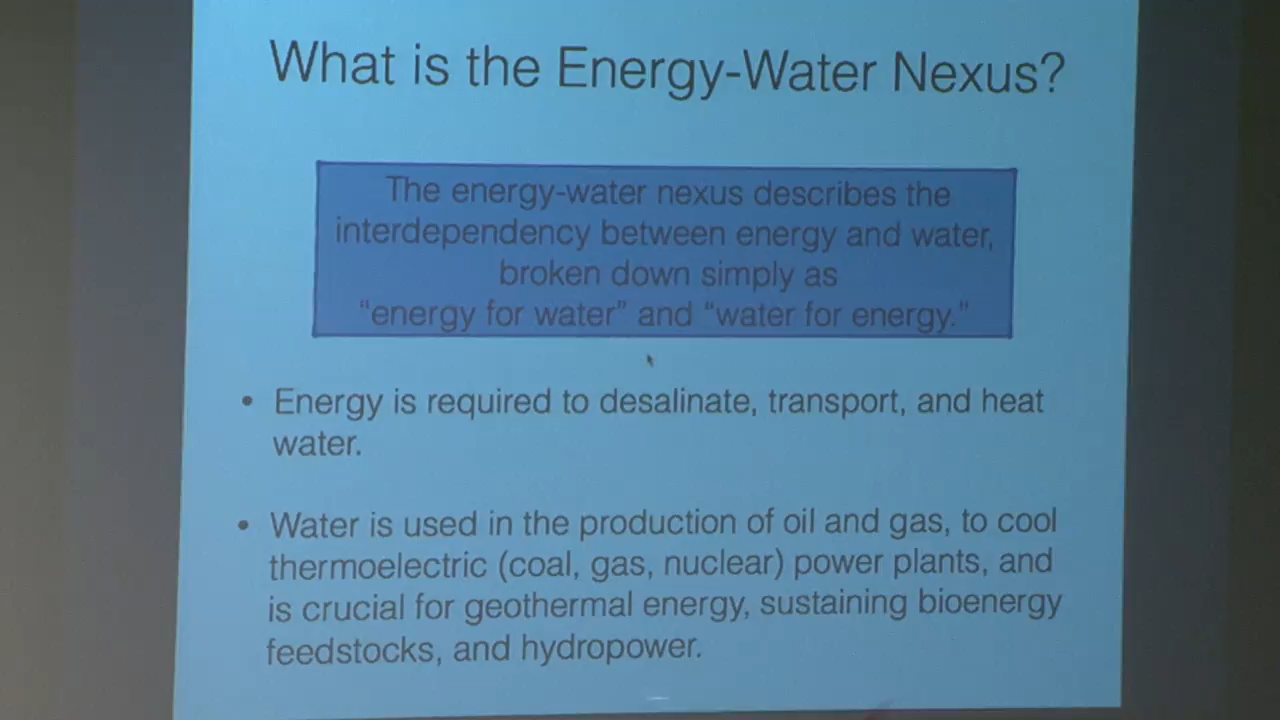 What is the Energy-Water Nexus?
The energy-water nexus describes the
interdependency between energy and water,
broken down simply as
“energy for water” and “water for energy.”
• Energy is required to desalinate, transport, and heat
water.
• Water is used in the production of oil and gas, to cool
thermoelectric (coal, gas, nuclear) power plants, and
is crucial for geothermal energy, sustaining bioenergy
feedstocks, and hydropower.